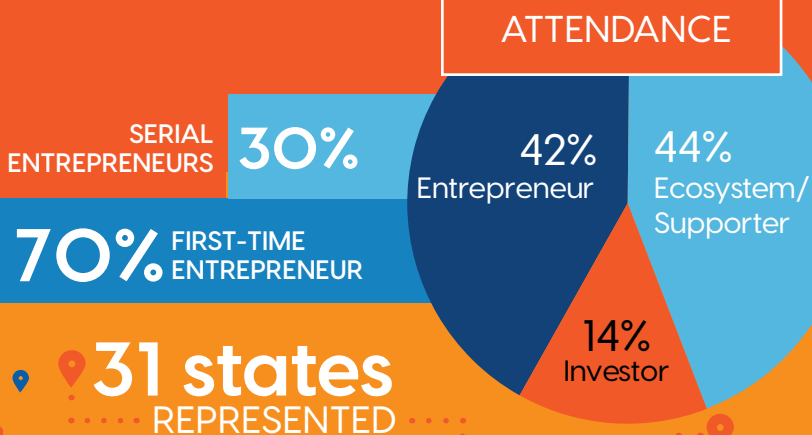 ATTENDANCE
SERIAL
ENTREPRENEURS
30%
70%
FIRST-TIME
ENTREPRENEUR
42%
Entrepreneur
44%
Ecosystem/
Supporter
14%
Investor
31 states
REPRESENTED